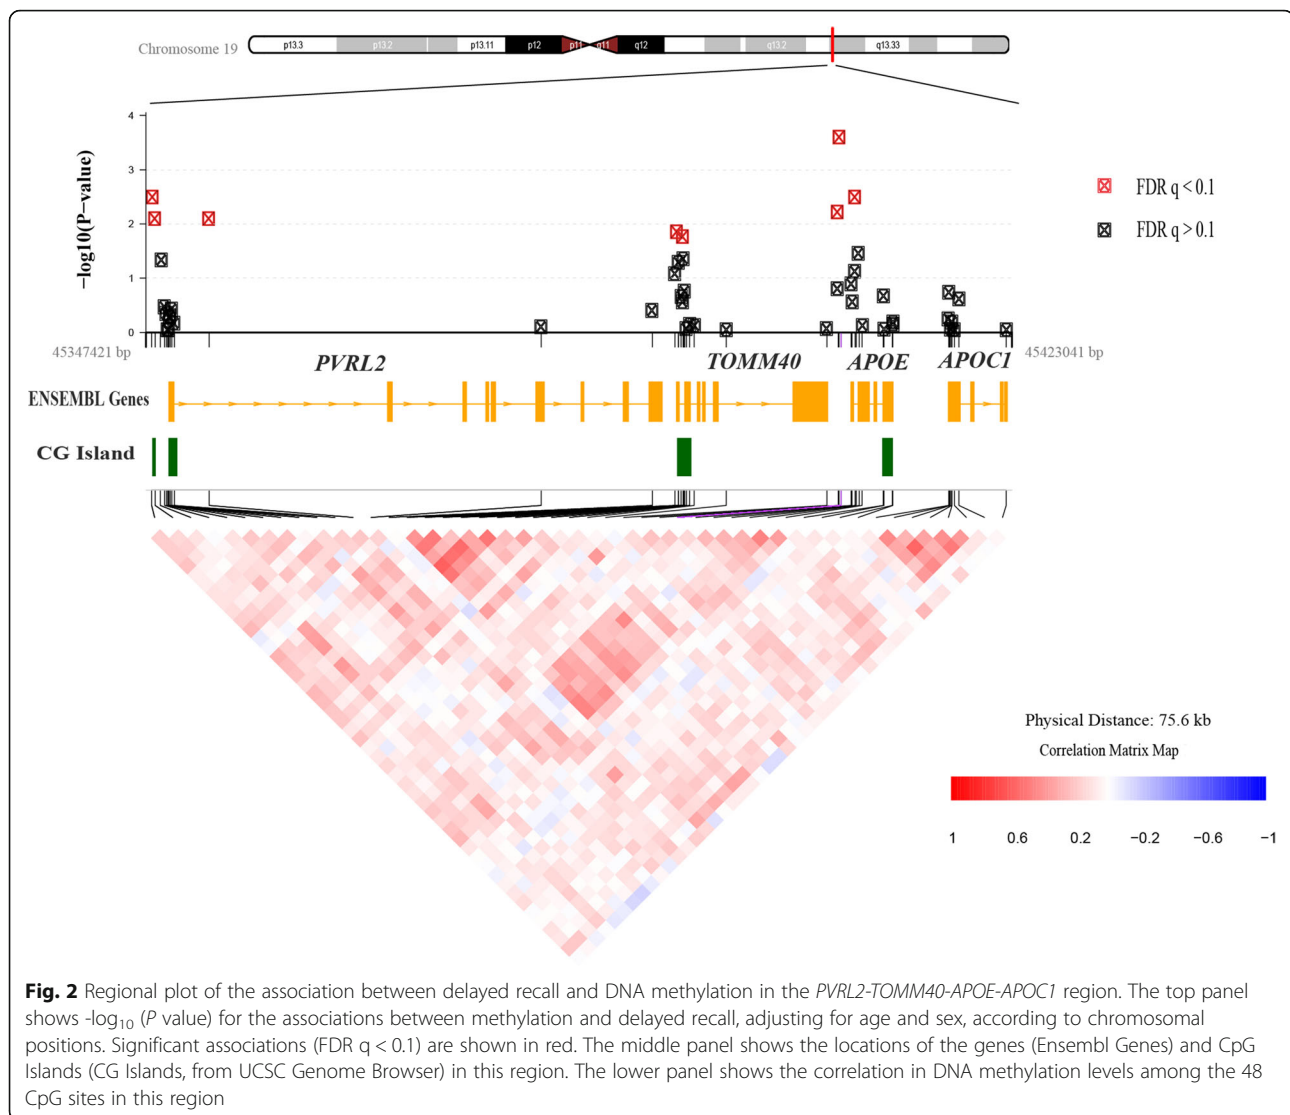 Chromosome 19
p13.3 p13.2 p13.11 p12 p11 q11 q12 q13.2 q13.33
4
3
2
1
0
-log10(P-value)
FDR q < 0.1
FDR q > 0.1
45347421 bp
45423041 bp
PVRL2 TOMM40 APOE APOC1
ENSEMBL Genes
CG Island
Physical Distance: 75.6 kb
Correlation Matrix Map
1 0.6 0.2 −0.2 −0.6 −1
Fig. 2 Regional plot of the association between delayed recall and DNA methylation in the PVRL2-TOMM40-APOE-APOC1 region. The top panel
shows -log10 (P value) for the associations between methylation and delayed recall, adjusting for age and sex, according to chromosomal
positions. Significant associations (FDR q < 0.1) are shown in red. The middle panel shows the locations of the genes (Ensembl Genes) and CpG
Islands (CG Islands, from UCSC Genome Browser) in this region. The lower panel shows the correlation in DNA methylation levels among the 48
CpG sites in this region